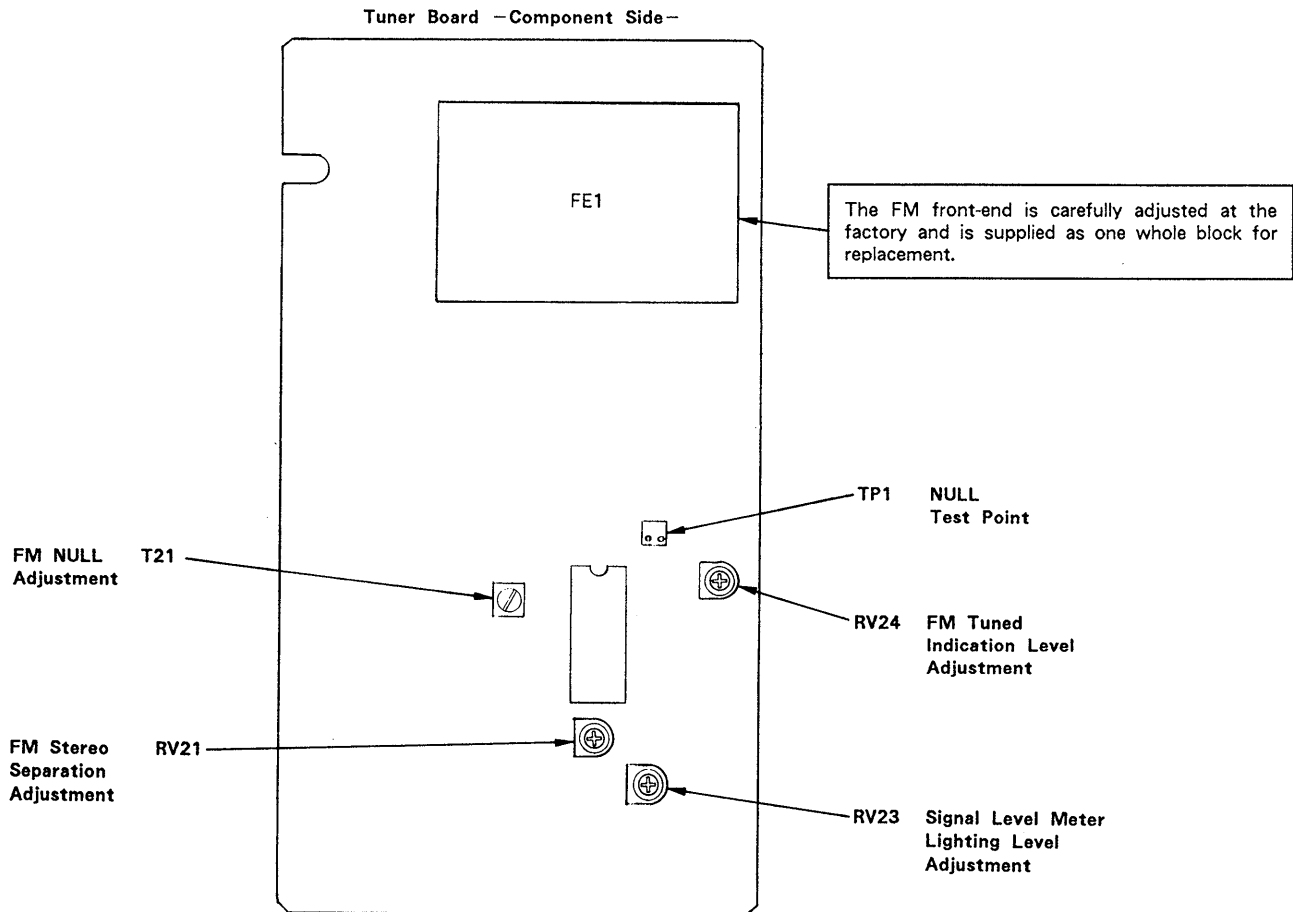 Tuner Board —Component Side—
FE1
The FM front-end is carefully adjusted at the
factory and is supplied as one whole block for
replacement.
TP1 NULL
Test Point
FM NULL T21
Adjustment
RV24 FM Tuned
Indication Level
Adjustment
FM Stereo RV21
Separation
Adjustment
RV23 Signal Level Meter
Lighting Level
Adjustment